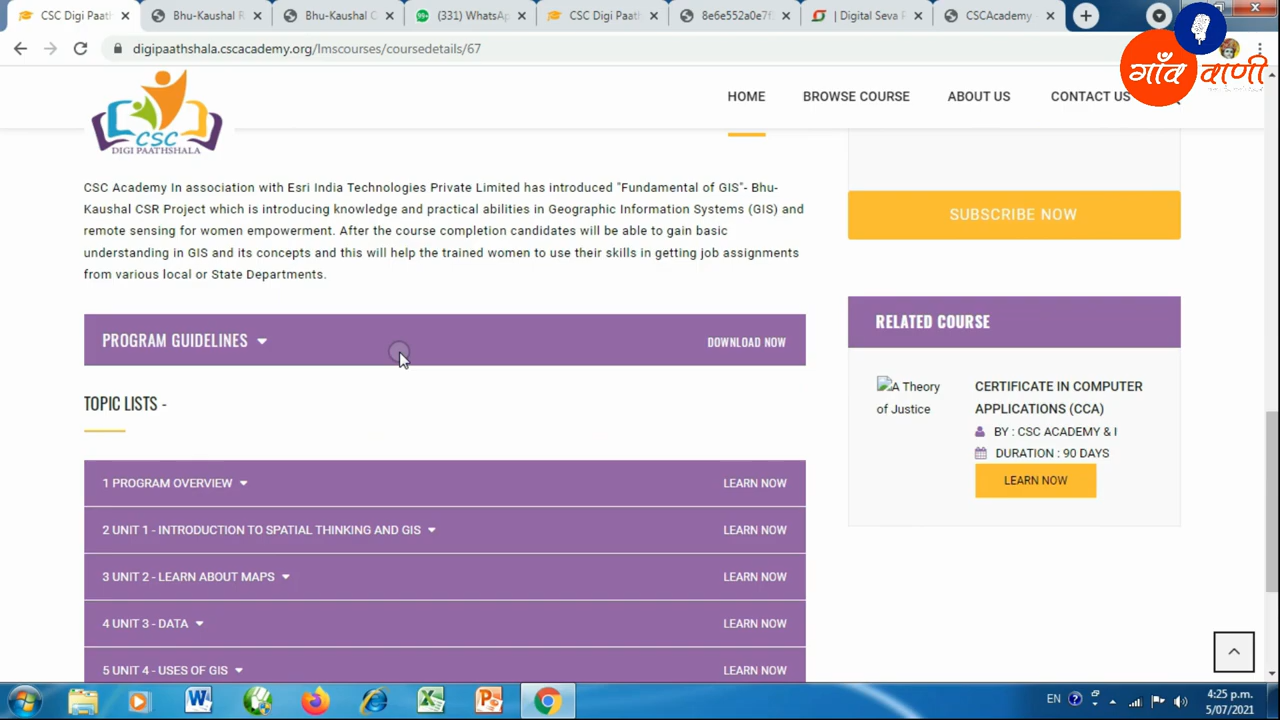 CSC Digi Paath
Bhu-Kaushal R
Bhu-Kaushal C
(331) WhatsAp
CSC Digi Paath
8e6e552a0e7f
| Digital Seva P
CSCAcademy
digipaathshala.cscacademy.org/lmscourses/coursedetails/67
गाँव वाणी
CSC
DIGI PAATHSHALA
HOME
BROWSE COURSE
ABOUT US
CONTACT US
CSC Academy In association with Esri India Technologies Private Limited has introduced "Fundamental of GIS"- Bhu-
Kaushal CSR Project which is introducing knowledge and practical abilities in Geographic Information Systems (GIS) and
remote sensing for women empowerment. After the course completion candidates will be able to gain basic
understanding in GIS and its concepts and this will help the trained women to use their skills in getting job assignments
from various local or State Departments.
SUBSCRIBE NOW
PROGRAM GUIDELINES
DOWNLOAD NOW
RELATED COURSE
A Theory
of Justice
CERTIFICATE IN COMPUTER
APPLICATIONS (CCA)
BY : CSC ACADEMY & I
DURATION : 90 DAYS
LEARN NOW
TOPIC LISTS -
1 PROGRAM OVERVIEW
LEARN NOW
2 UNIT 1 - INTRODUCTION TO SPATIAL THINKING AND GIS
LEARN NOW
3 UNIT 2 - LEARN ABOUT MAPS
LEARN NOW
4 UNIT 3 - DATA
LEARN NOW
5 UNIT 4 - USES OF GIS
LEARN NOW
EN
4:25 p.m.
5/07/2021